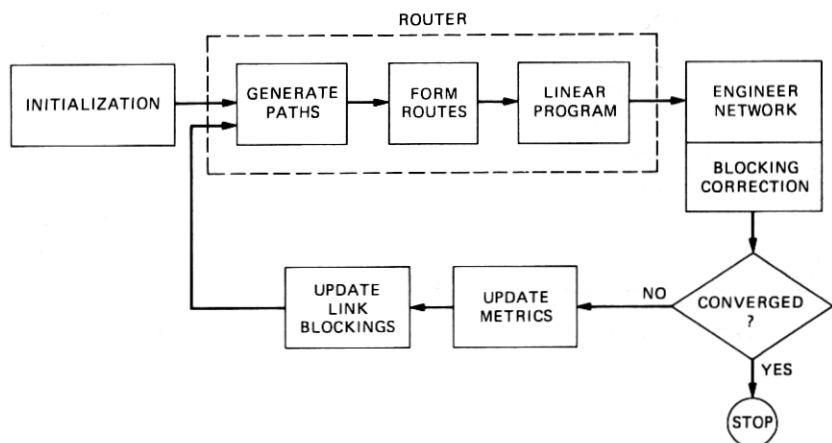 ROUTER
INITIALIZATION
GENERATE
PATHS
FORM
ROUTES
LINEAR
PROGRAM
ENGINEER
NETWORK
BLOCKING
CORRECTION
CONVERGED
?
NO
UPDATE
METRICS
UPDATE
LINK
BLOCKINGS
YES
STOP